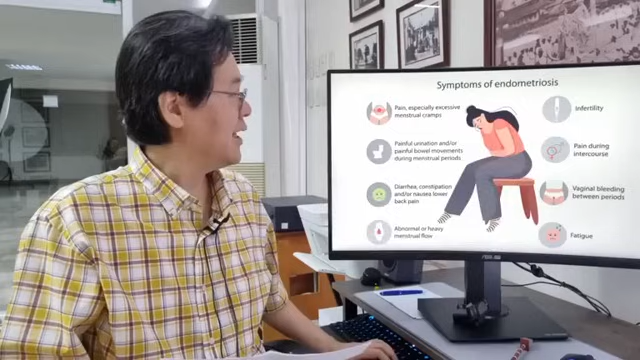 Symptoms of endometriosis
Pain, especially excessive
menstrual cramps
Painful urination and/or
painful bowel movements
during menstrual periods
Diarrhea, constipation
and/or nausea lower
back pain
Abnormal or heavy
menstrual flow
Infertility
Pain during
intercourse
Vaginal bleeding
between periods
Fatigue
ASUS